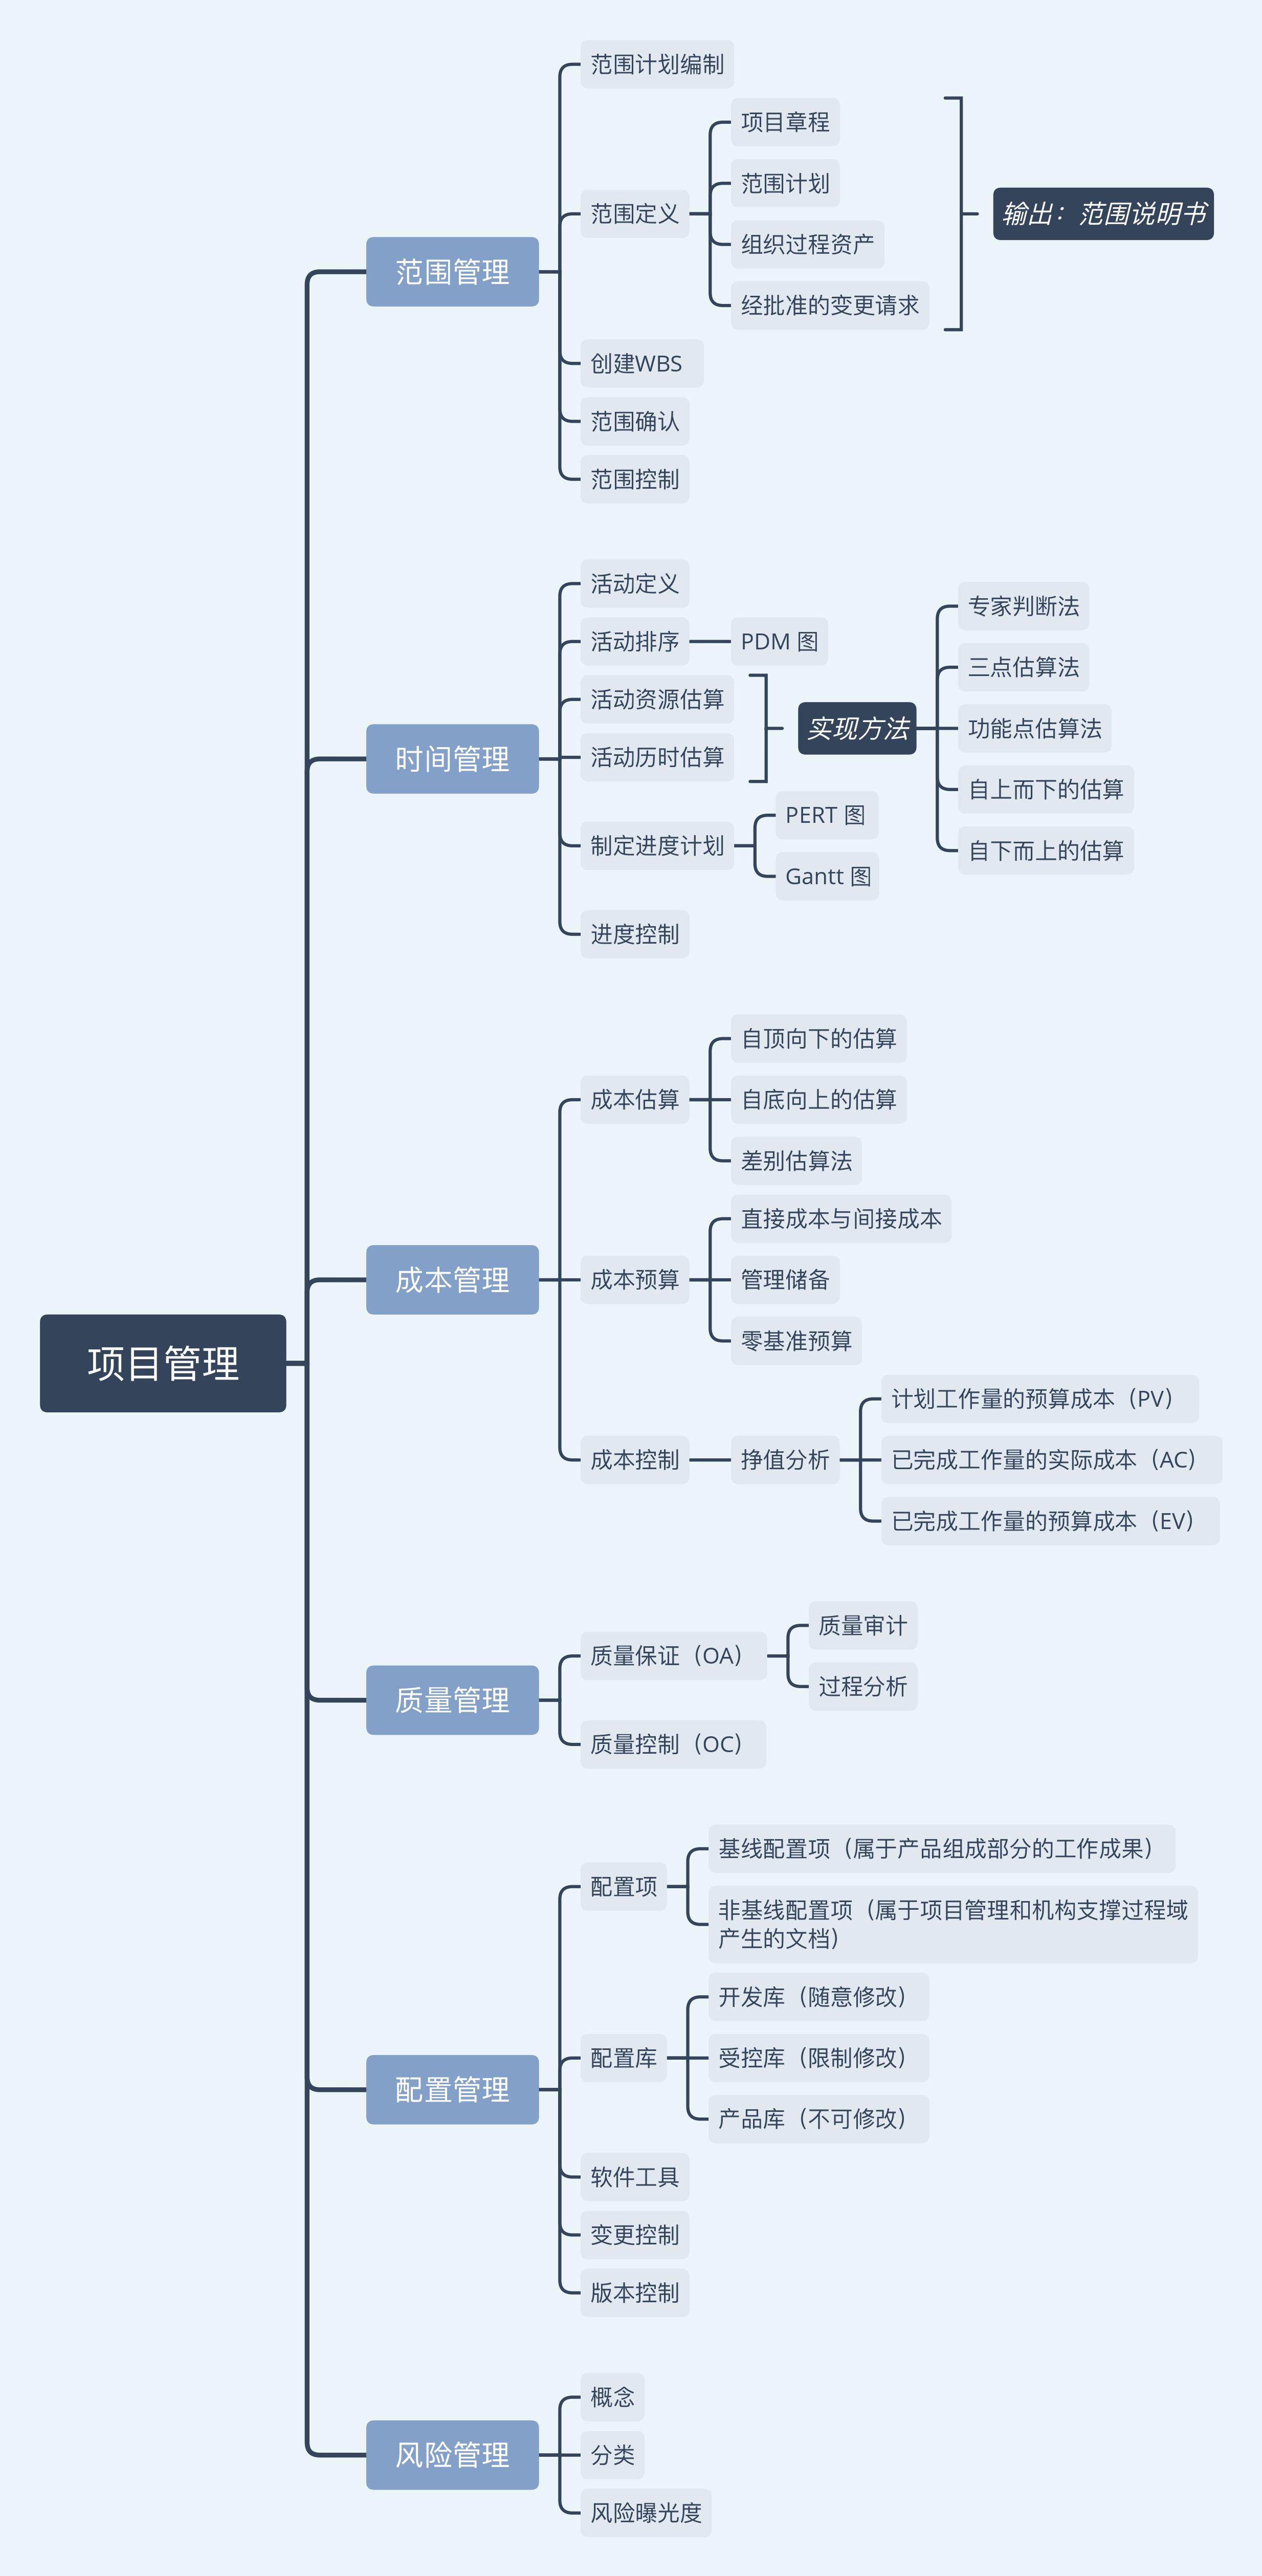 项目管理
范围管理
范围计划编制
范围定义
项目章程
范围计划
组织过程资产
经批准的变更请求
输出：范围说明书
创建WBS
范围确认
范围控制
时间管理
活动定义
活动排序
PDM 图
活动资源估算
活动历时估算
实现方法
专家判断法
三点估算法
功能点估算法
自上而下的估算
自下而上的估算
制定进度计划
PERT 图
Gantt 图
进度控制
成本管理
成本估算
自顶向下的估算
自底向上的估算
差别估算法
成本预算
直接成本与间接成本
管理储备
零基准预算
成本控制
挣值分析
计划工作量的预算成本（PV）
已完成工作量的实际成本（AC）
已完成工作量的预算成本（EV）
质量管理
质量保证（OA）
质量审计
过程分析
质量控制（OC）
配置管理
配置项
基线配置项（属于产品组成部分的工作成果）
非基线配置项（属于项目管理和机构支撑过程域
产生的文档）
配置库
开发库（随意修改）
受控库（限制修改）
产品库（不可修改）
软件工具
变更控制
版本控制
风险管理
概念
分类
风险曝光度